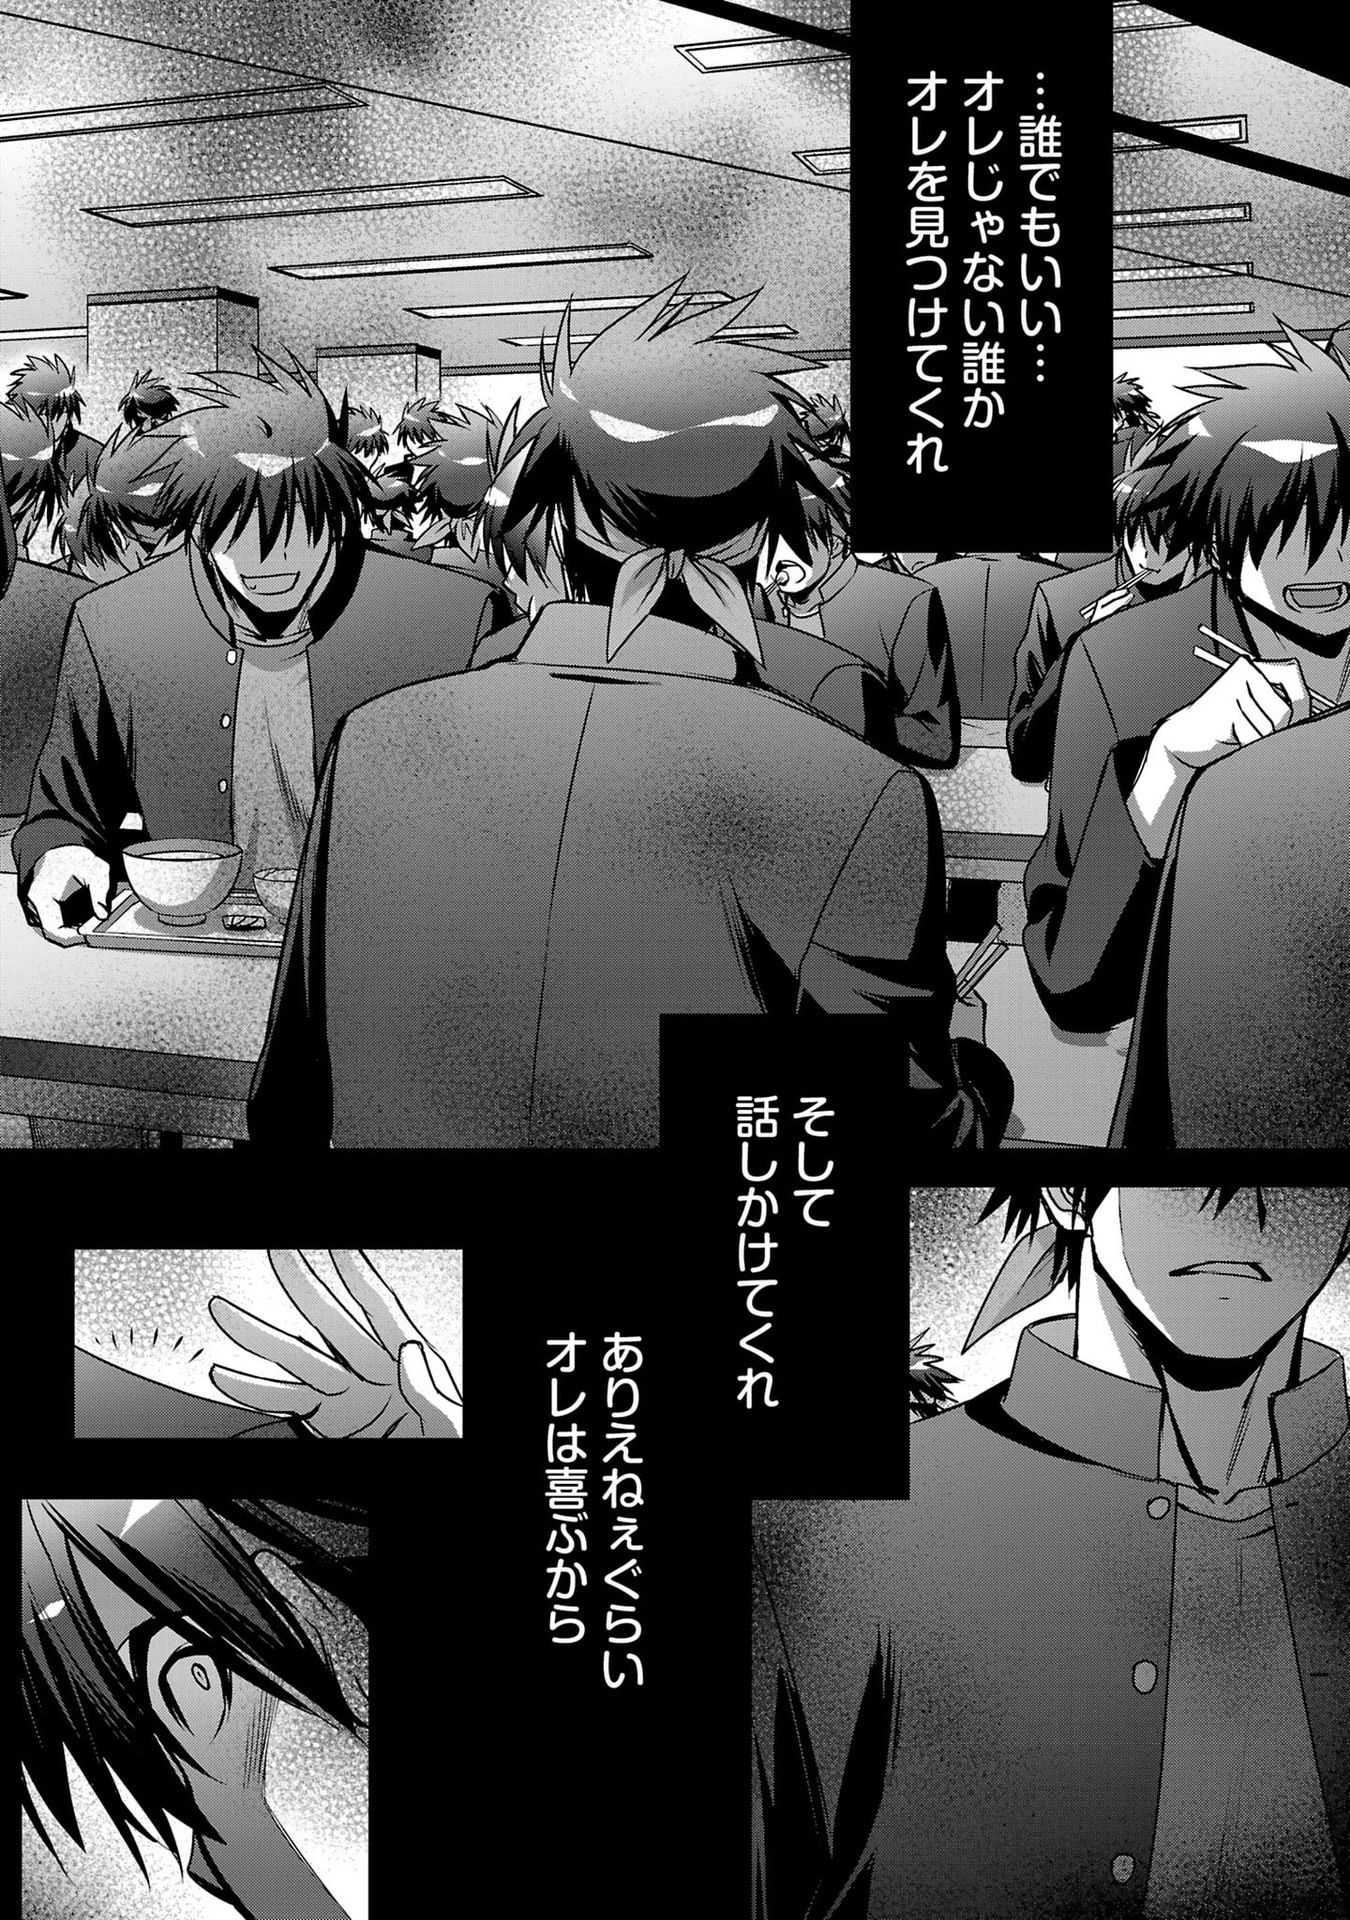 …誰でもいい…
オレじゃない誰か
オレを見つけてくれ
そして
話しかけてくれ
ありえねぇぐらい
オレは喜ぶから